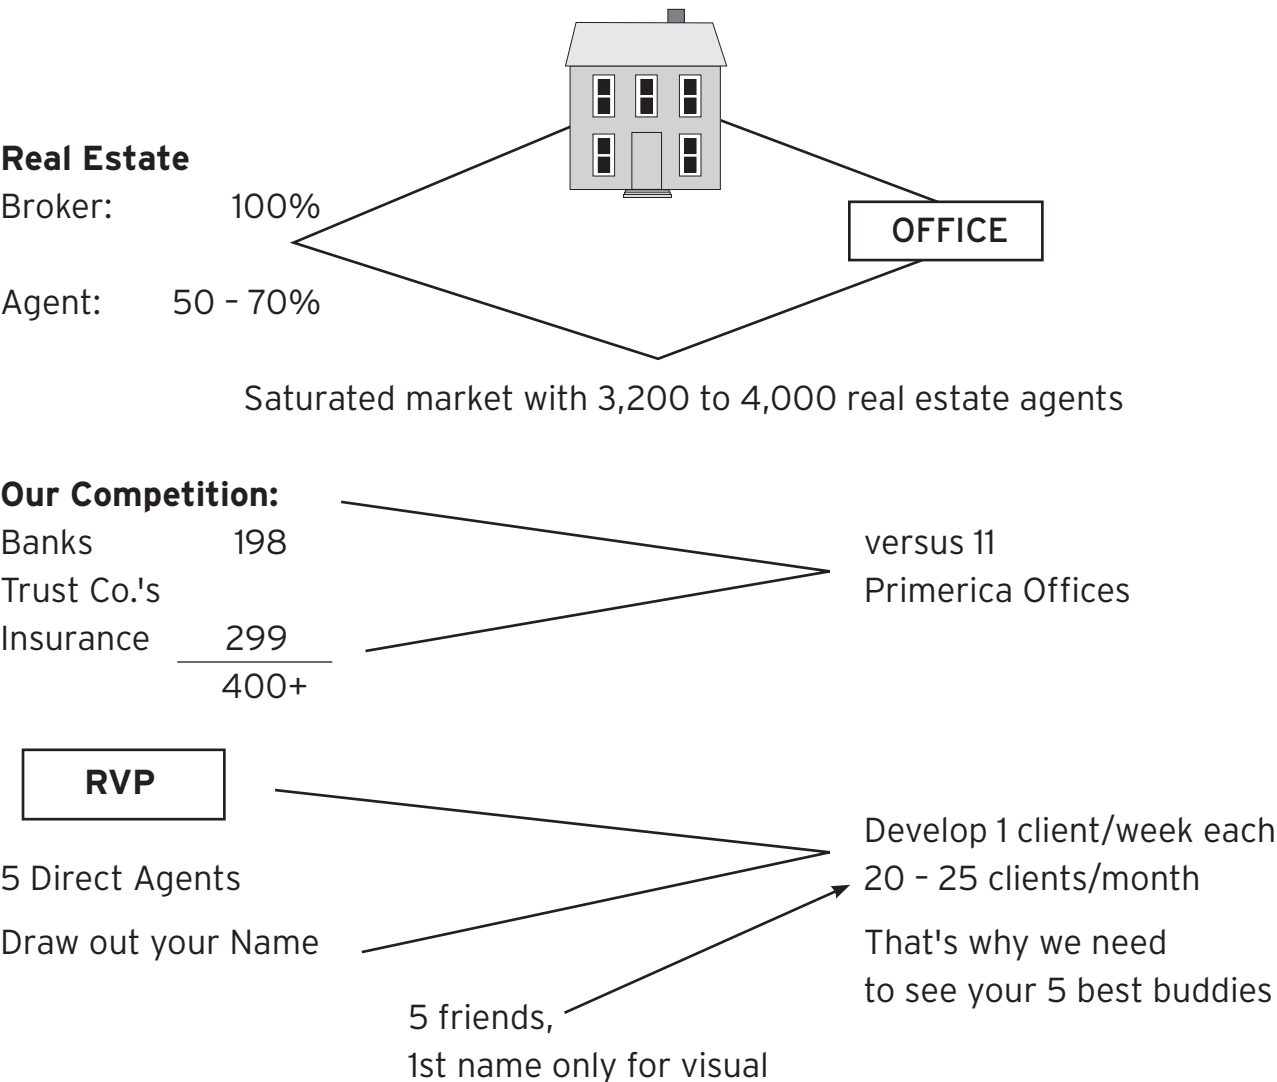 Real Estate
Broker: 100%
OFFICE
Agent: 50 – 70%
Saturated market with 3,200 to 4,000 real estate agents
Our Competition:
Banks 198
Trust Co.'s
Insurance 299
400+
versus 11
Primerica Offices
RVP
5 Direct Agents
Draw out your Name
Develop 1 client/week each
20 – 25 clients/month
That's why we need
to see your 5 best buddies
5 friends,
1st name only for visual